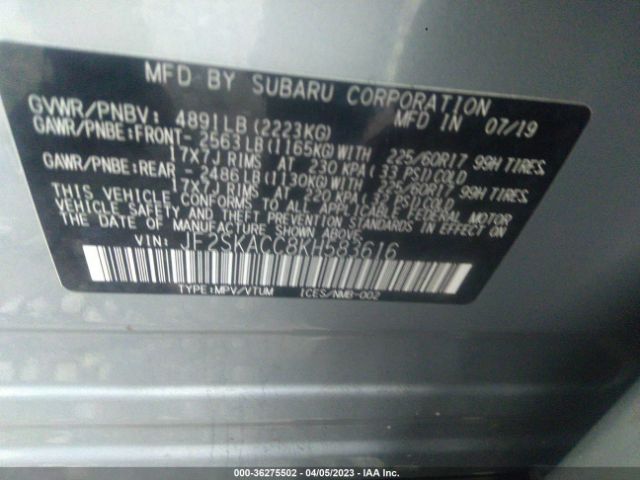 MFD BY SUBARU CORPORATION
GVWR/PNBV: 4891LB (2223KG) MFD IN 07/19
GAWR/PNBE:FRONT- 2563LB (1165KG)WITH 225/60R17 99H TIRES
17X7J RIMS AT 230 KPA( 33 PSI)COLD
GAWR/PNBE:REAR - 2486LB (1130KG)WITH 225/60R17 99H TIRES
17X7J RIMS AT 220 KPA( 32 PSI)COLD
THIS VEHICLE CONFORMS TO ALL APPLICABLE FEDERAL MOTOR
VEHICLE SAFETY AND THEFT PREVENTION STANDARDS IN EFFECT
ON THE DATE OF MANUFACTURE SHOWN ABOVE.
VIN: JF2SKACC8KH583616
TYPE:MPV/VTUM ICES/NMB-002
000-36275502 - 04/05/2023 - IAA Inc.